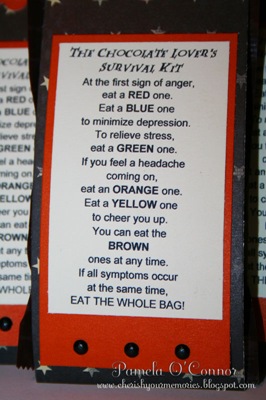 THE CHOCOLATE LOVER'S
SURVIVAL KIT
At the first sign of anger,
eat a RED one.
Eat a BLUE one
to minimize depression.
To relieve stress,
eat a GREEN one.
If you feel a headache
coming on,
eat an ORANGE one.
Eat a YELLOW one
to cheer you up.
You can eat the
BROWN
ones at any time.
If all symptoms occur
at the same time,
EAT THE WHOLE BAG!
Pamela O'Connor
www.cherishyourmemories.blogspot.com